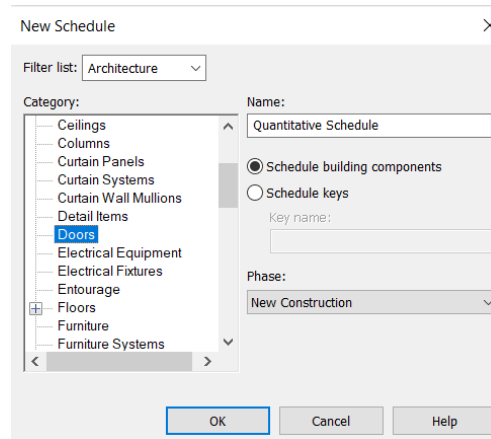 New Schedule
Filter list: Architecture
Category:
Ceilings
Columns
Curtain Panels
Curtain Systems
Curtain Wall Mullions
Detail Items
Doors
Electrical Equipment
Electrical Fixtures
Entourage
Floors
Furniture
Furniture Systems
Name:
Quantitative Schedule
Schedule building components
Schedule keys
Key name:
Phase:
New Construction
OK Cancel Help